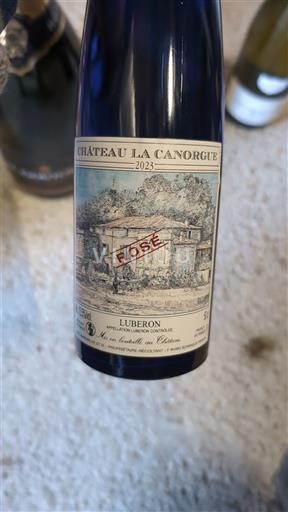 CHÂTEAU LA CANORGUE
2023
ROSÉ
LUBERON
APPELLATION LUBERON CONTRÔLÉE
Mis en bouteille au Château